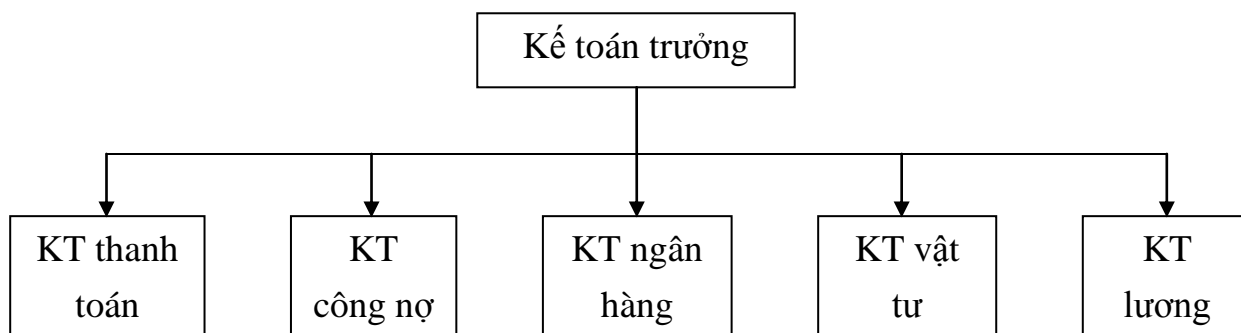 Kế toán trưởng
KT thanh
toán
KT
công nợ
KT ngân
hàng
KT vật
tư
KT
lương